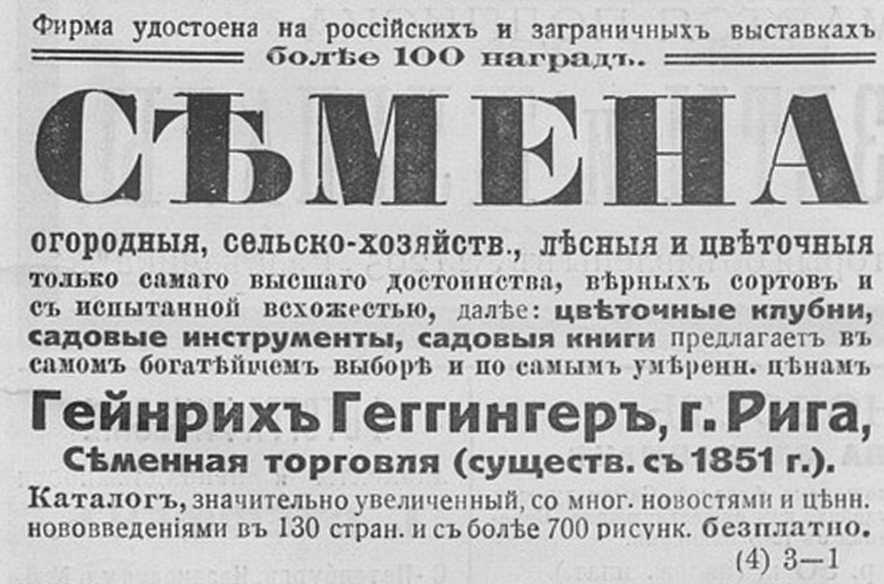 Фирма удостоена на россійскихъ и заграничныхъ выставкахъ
болѣе 100 наградъ.
СѢМЕНА
огородныя, сельско-хозяйств., лѣсныя и цвѣточныя
только самаго высшаго достоинства, вѣрныхъ сортовъ и
съ испытанной всхожестью, далѣе: цвѣточные клубни,
садовые инструменты, садовыя книги предлагаетъ въ
самомъ богатѣйшемъ выборѣ и по самымъ умѣренн. цѣнамъ
Гейнрихъ Геггингеръ, г. Рига,
Сѣменная торговля (существ. съ 1851 г.).
Каталогъ, значительно увеличенный, со мног. новостями и цѣнн.
нововведеніями въ 130 стран. и съ болѣе 700 рисунк. безплатно.
(4) 3—1